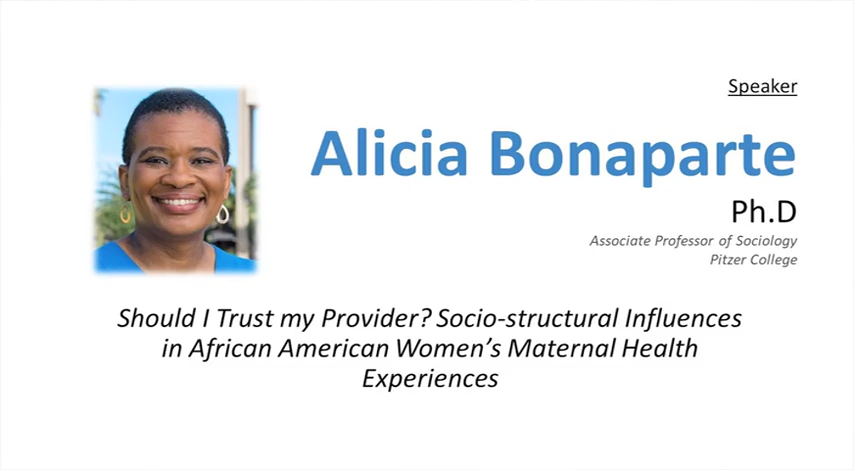 Speaker
Alicia Bonaparte
Ph.D
Associate Professor of Sociology
Pitzer College
Should I Trust my Provider? Socio-structural Influences
in African American Women’s Maternal Health
Experiences